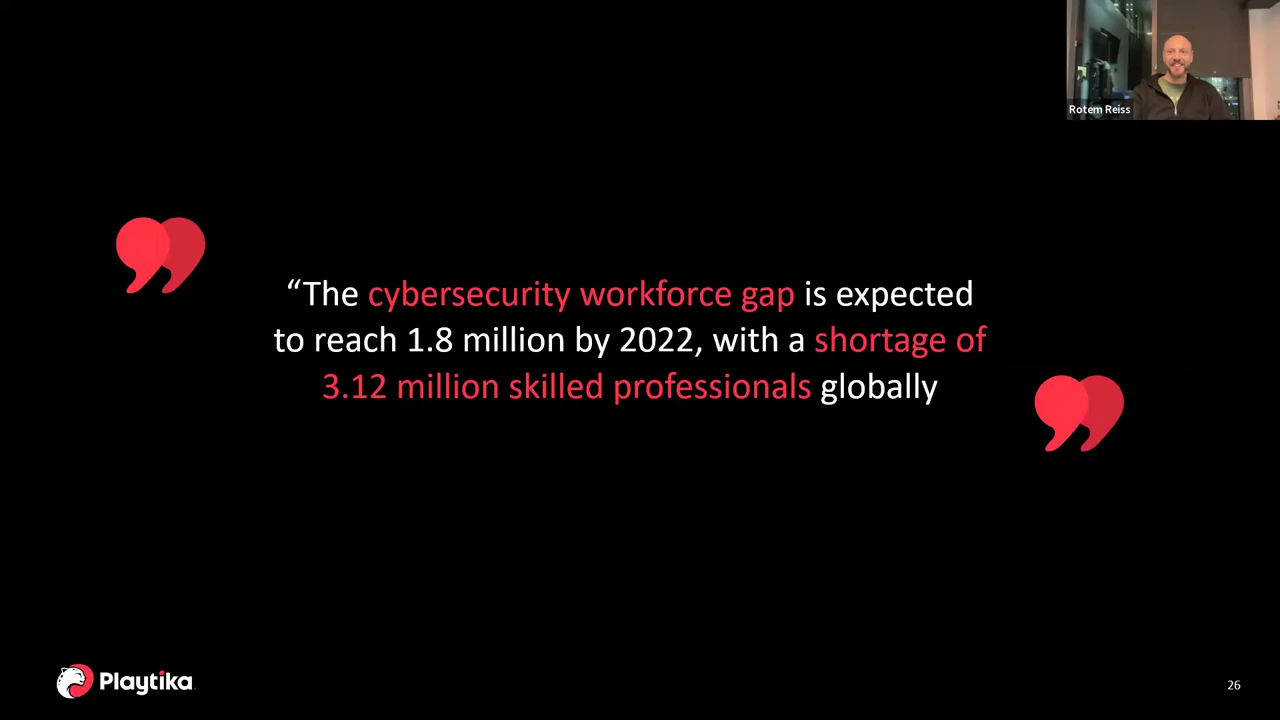 Rotem Reiss
“The cybersecurity workforce gap is expected
to reach 1.8 million by 2022, with a shortage of
3.12 million skilled professionals globally
Playtika
26